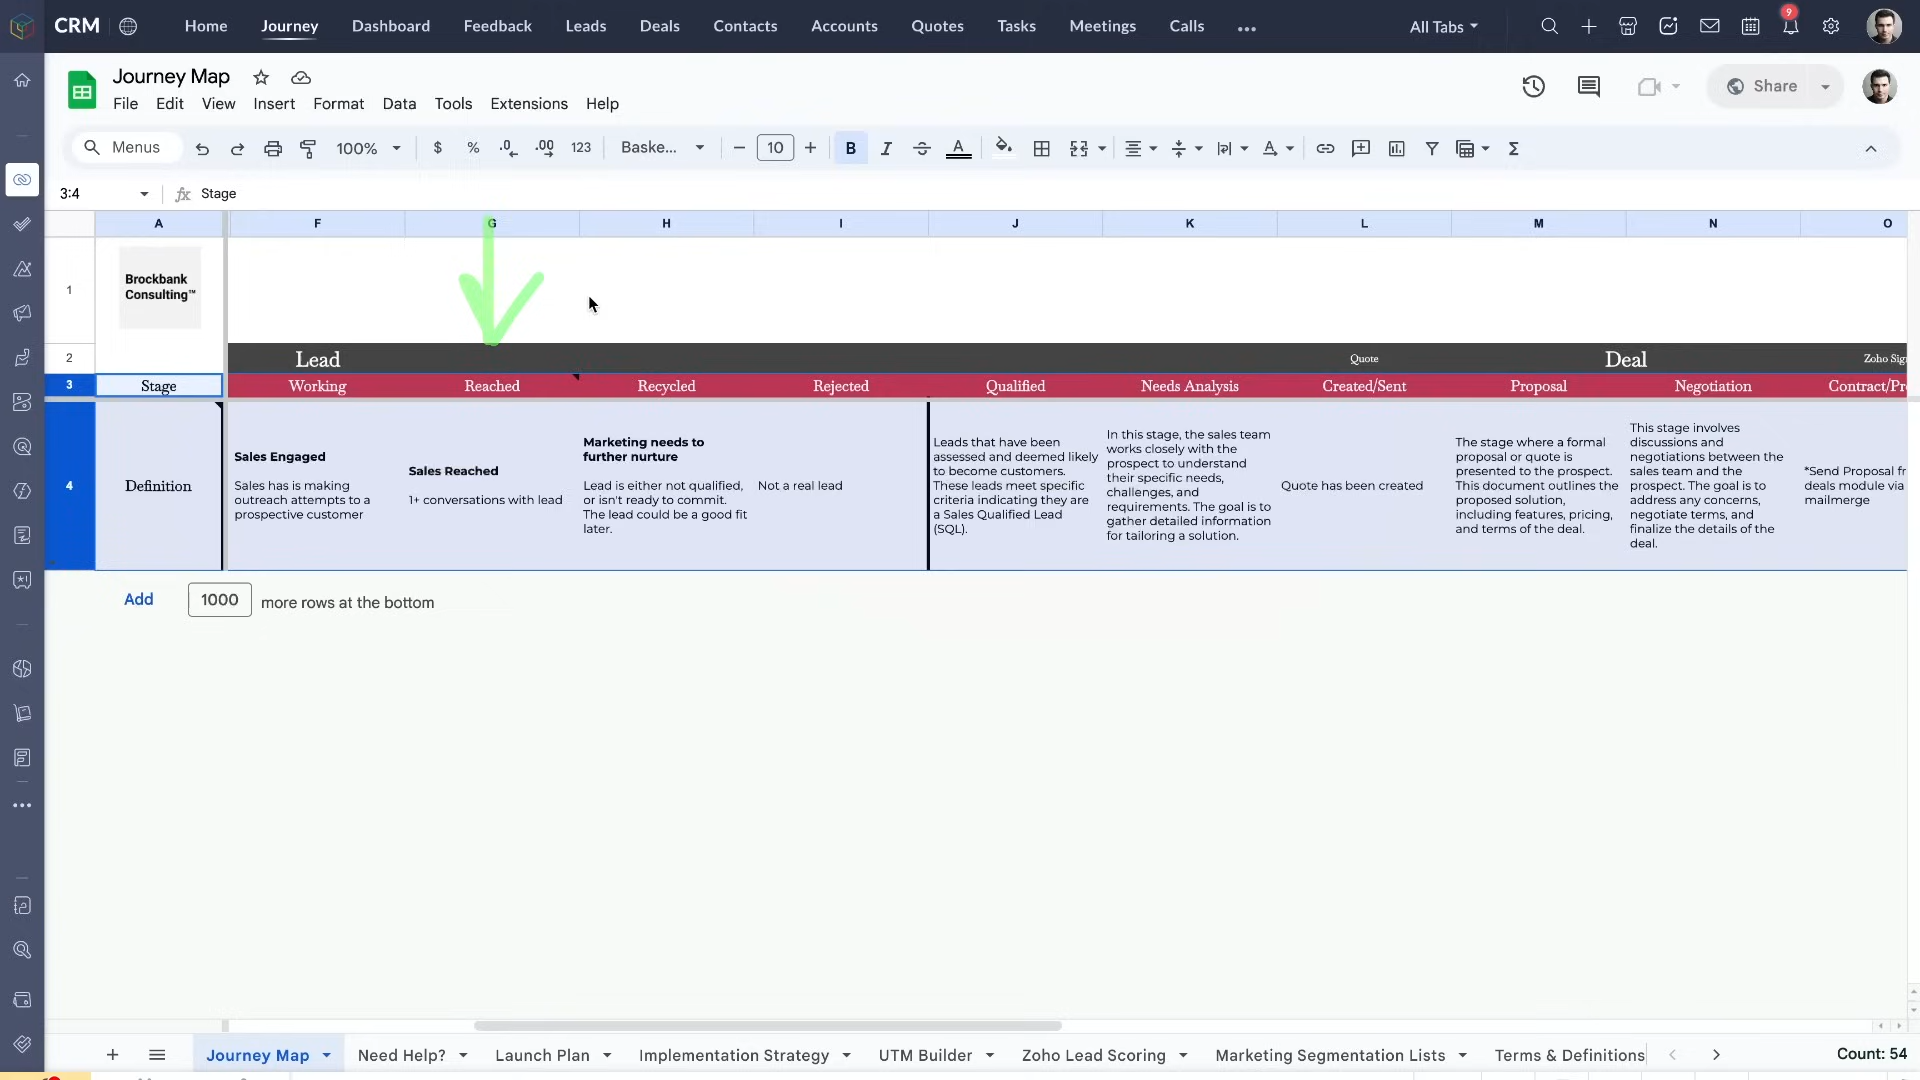 CRM Home Journey Dashboard Feedback Leads Deals Contacts Accounts Quotes Tasks Meetings Calls ••• All Tabs 9
Journey Map
File Edit View Insert Format Data Tools Extensions Help
Share
Menus 100% $ % .0 .00 123 Baske... 10 B I A
3:4 fx Stage
A F G H I J K L M N O
1
Brockbank
Consulting™
2 Lead Quote Deal Zoho Sig
3 Stage Working Reached Recycled Rejected Qualified Needs Analysis Created/Sent Proposal Negotiation Contract/Pr
4 Definition
Sales Engaged
Sales has is making
outreach attempts to a
prospective customer
Sales Reached
1+ conversations with lead
Marketing needs to
further nurture
Lead is either not qualified,
or isn't ready to commit.
The lead could be a good fit
later.
Not a real lead
Leads that have been
assessed and deemed likely
to become customers.
These leads meet specific
criteria indicating they are
a Sales Qualified Lead
(SQL).
In this stage, the sales team
works closely with the
prospect to understand
their specific needs,
challenges, and
requirements. The goal is to
gather detailed information
for tailoring a solution.
Quote has been created
The stage where a formal
proposal or quote is
presented to the prospect.
This document outlines the
proposed solution,
including features, pricing,
and terms of the deal.
This stage involves
discussions and
negotiations between the
sales team and the
prospect. The goal is to
address any concerns,
negotiate terms, and
finalize the details of the
deal.
*Send Proposal fr
deals module via
mailmerge
Add 1000 more rows at the bottom
Journey Map Need Help? Launch Plan Implementation Strategy UTM Builder Zoho Lead Scoring Marketing Segmentation Lists Terms & Definitions Count: 54